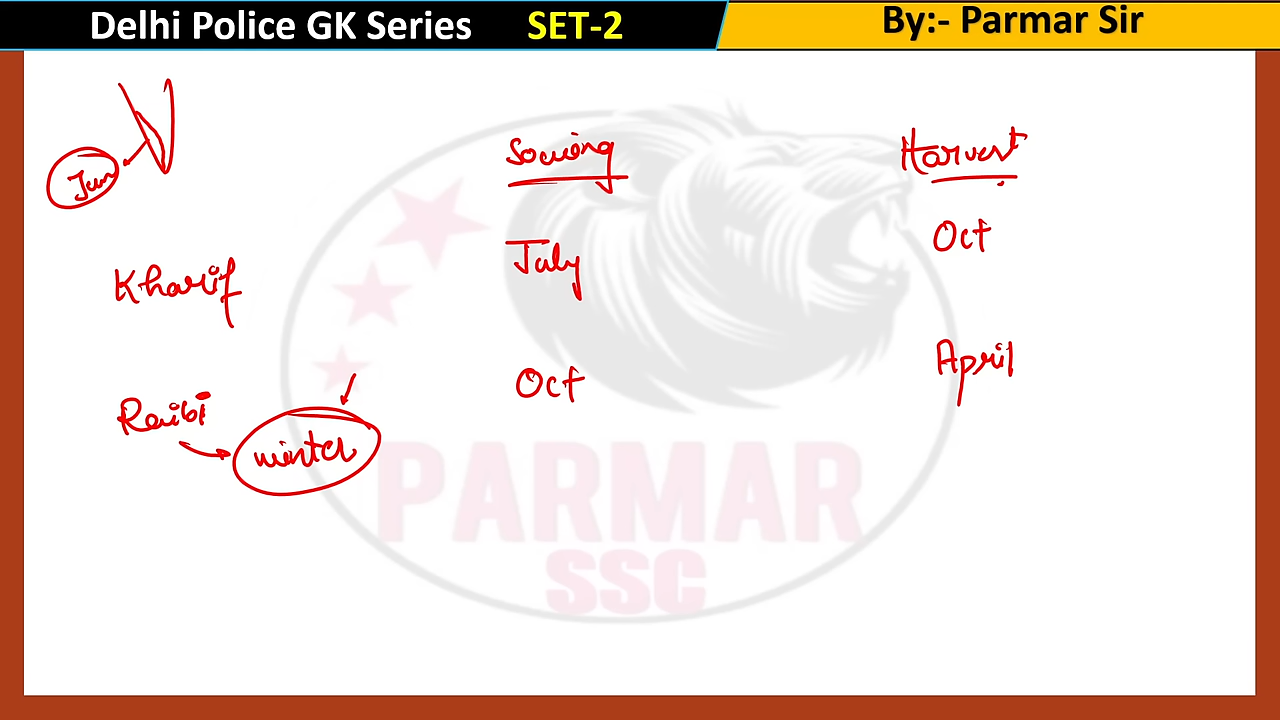 Delhi Police GK Series SET-2 By:- Parmar Sir
Jun
Sowing Harvest
Kharif July Oct
Rabi Oct April
winter
PARMAR
SSC